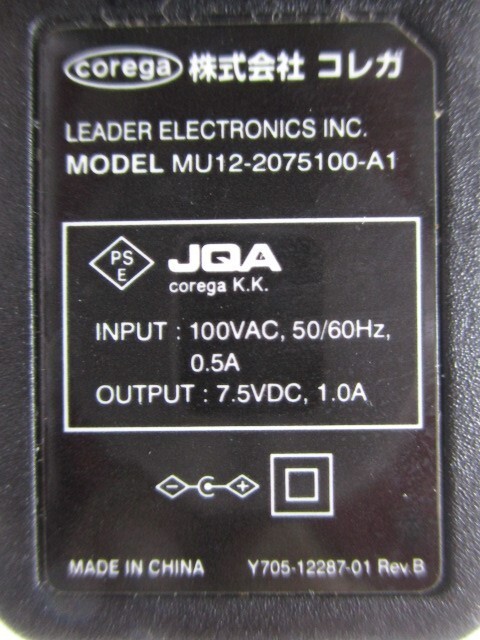 corega 株式会社 コレガ
LEADER ELECTRONICS INC.
MODEL MU12-2075100-A1
PS
E
JQA
corega K.K.
INPUT : 100VAC, 50/60Hz,
0.5A
OUTPUT : 7.5VDC, 1.0A
MADE IN CHINA Y705-12287-01 Rev.B